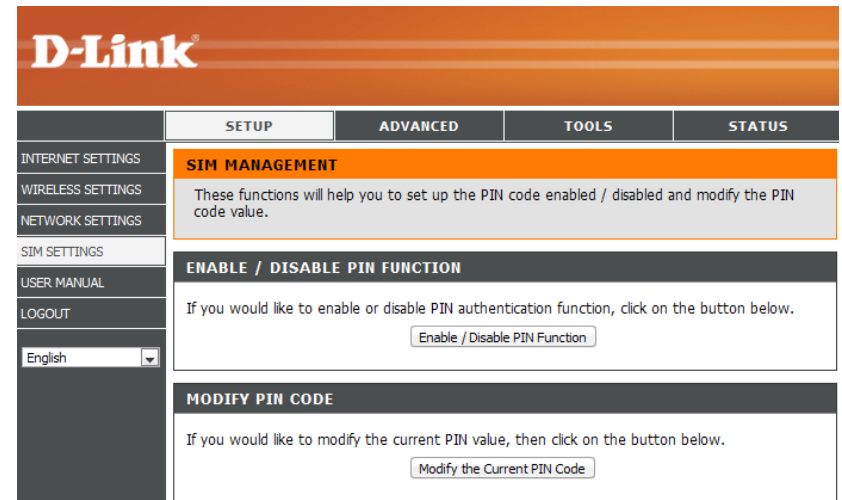 D-Link®
SETUP ADVANCED TOOLS STATUS
INTERNET SETTINGS
WIRELESS SETTINGS
NETWORK SETTINGS
SIM SETTINGS
USER MANUAL
LOGOUT
English
SIM MANAGEMENT
These functions will help you to set up the PIN code enabled / disabled and modify the PIN
code value.
ENABLE / DISABLE PIN FUNCTION
If you would like to enable or disable PIN authentication function, click on the button below.
Enable / Disable PIN Function
MODIFY PIN CODE
If you would like to modify the current PIN value, then click on the button below.
Modify the Current PIN Code